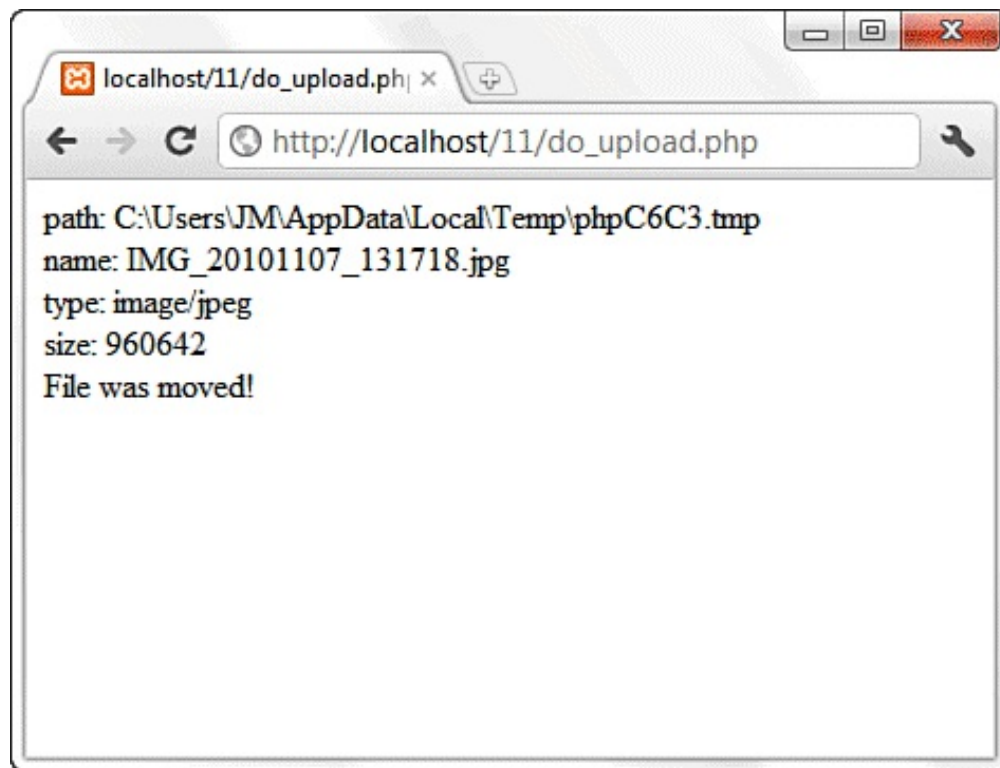 localhost/11/do_upload.ph
http://localhost/11/do_upload.php
path: C:\Users\JM\AppData\Local\Temp\phpC6C3.tmp
name: IMG_20101107_131718.jpg
type: image/jpeg
size: 960642
File was moved!